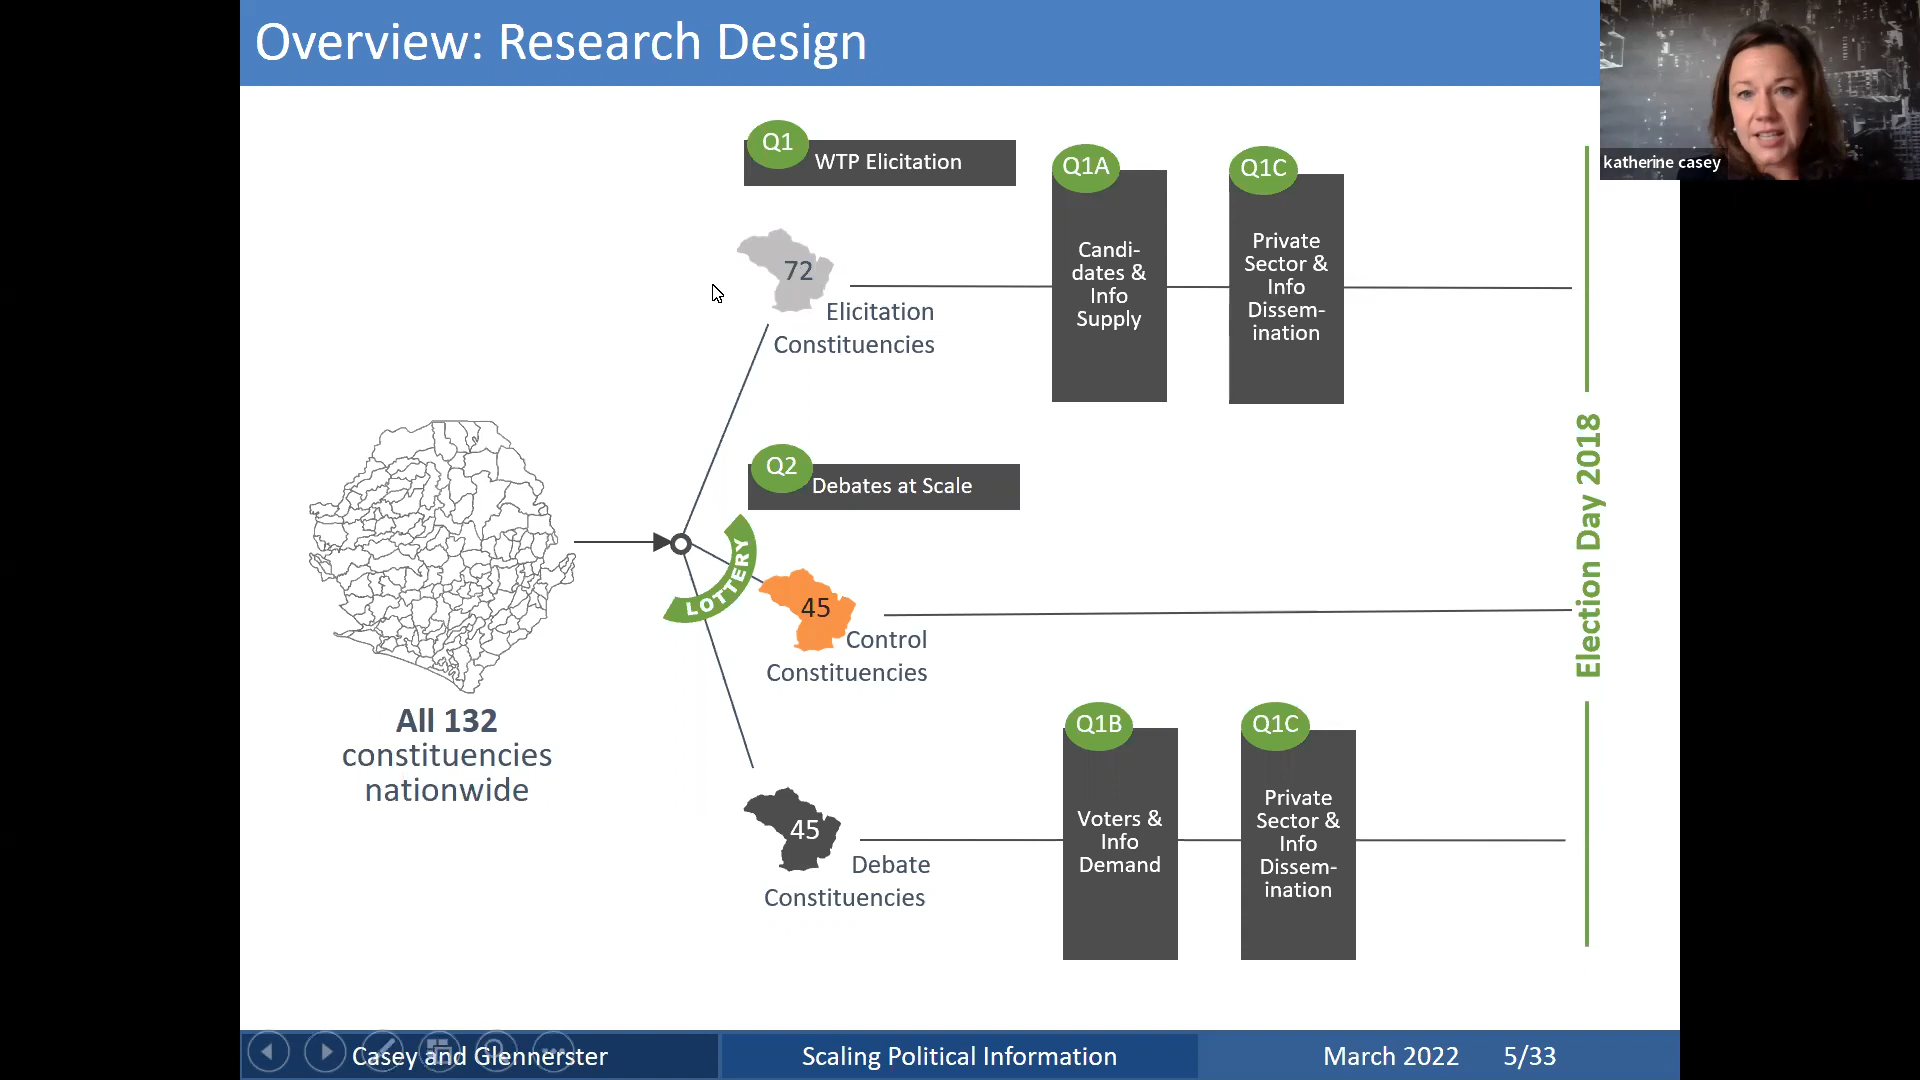 Overview: Research Design
katherine casey
Q1
WTP Elicitation
Q1A
Candi-
dates &
Info
Supply
Q1C
Private
Sector &
Info
Dissem-
ination
72
Elicitation
Constituencies
Q2
Debates at Scale
LOTTERY
45
Control
Constituencies
All 132
constituencies
nationwide
45
Debate
Constituencies
Q1B
Voters &
Info
Demand
Q1C
Private
Sector &
Info
Dissem-
ination
Election Day 2018
Casey and Glennerster
Scaling Political Information
March 2022
5/33